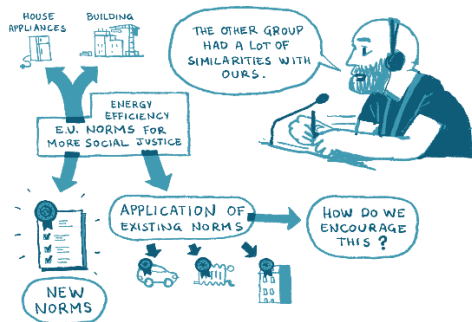 HOUSE
APPLIANCES
BUILDING
THE OTHER GROUP
HAD A LOT OF
SIMILARITIES WITH
OURS.
ENERGY
EFFICIENCY
E.U. NORMS FOR
MORE SOCIAL JUSTICE
APPLICATION OF
EXISTING NORMS
HOW DO WE
ENCOURAGE
THIS ?
NEW
NORMS